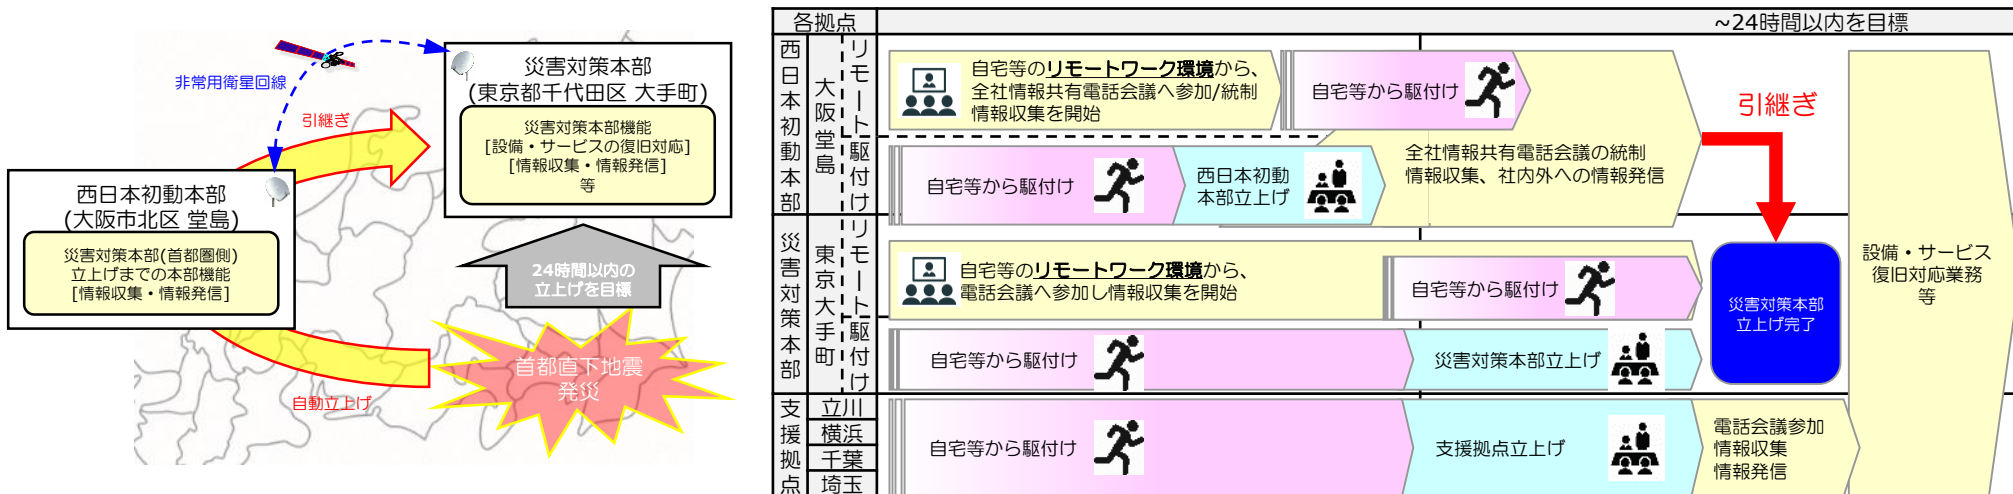 非常用衛星回線
災害対策本部
(東京都千代田区 大手町)
災害対策本部機能
[設備・サービスの復旧対応]
[情報収集・情報発信]
等
引継ぎ
西日本初動本部
(大阪市北区 堂島)
災害対策本部(首都圏側)
立上げまでの本部機能
[情報収集・情報発信]
24時間以内の
立上げを目標
首都直下地震
発災
自動立上げ
各拠点
~24時間以内を目標
西日本初動本部
大阪堂島
リモート
自宅等のリモートワーク環境から、
全社情報共有電話会議へ参加/統制
情報収集を開始
自宅等から駆付け
駆付け
自宅等から駆付け
西日本初動
本部立上げ
全社情報共有電話会議の統制
情報収集、社内外への情報発信
引継ぎ
災害対策本部
東京大手町
リモート
自宅等のリモートワーク環境から、
電話会議へ参加し情報収集を開始
自宅等から駆付け
駆付け
自宅等から駆付け
災害対策本部立上げ
災害対策本部
立上げ完了
設備・サービス
復旧対応業務
等
支援拠点
立川
横浜
千葉
埼玉
自宅等から駆付け
支援拠点立上げ
電話会議参加
情報収集
情報発信